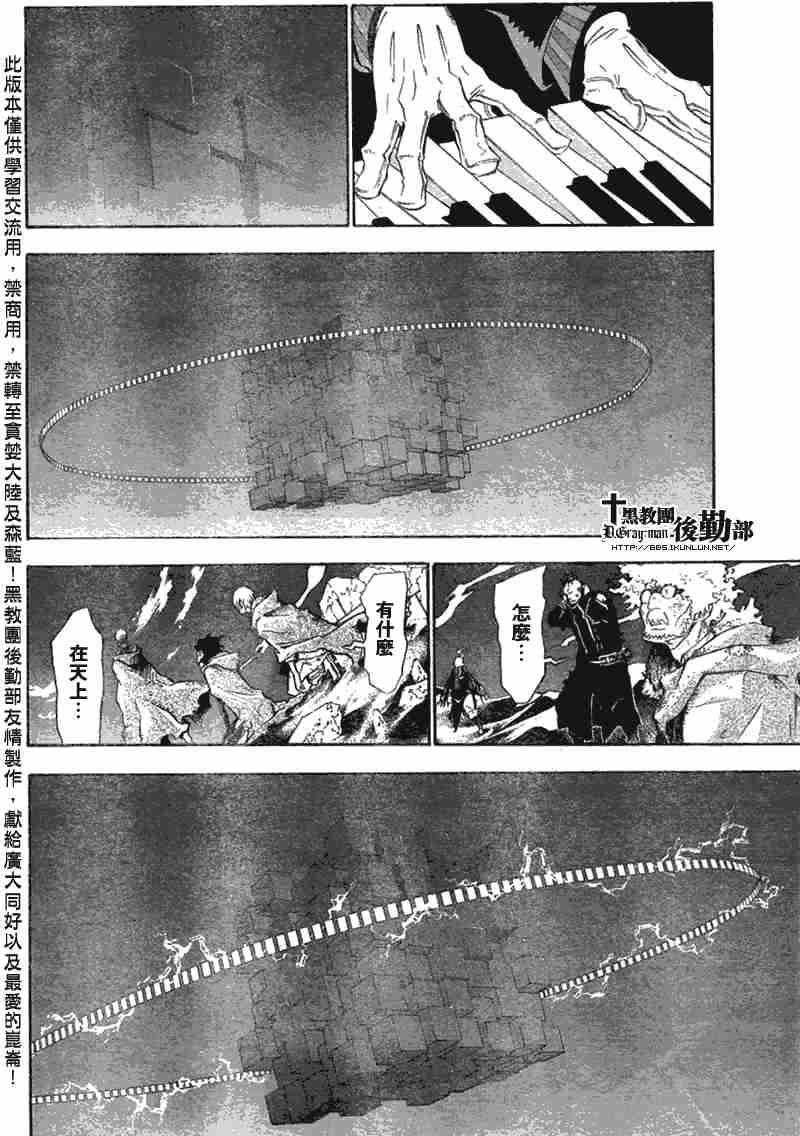 此版本僅供學習交流用，禁商用，禁轉至貪婪大陸及森藍！黑教團後勤部友情製作，獻給廣大同好以及最愛的崑崙！
黑教團
D.Gray-man
後勤部
HTTP://BBS.IKUNLUN.NET/
怎麼…
有什麼
在天上…